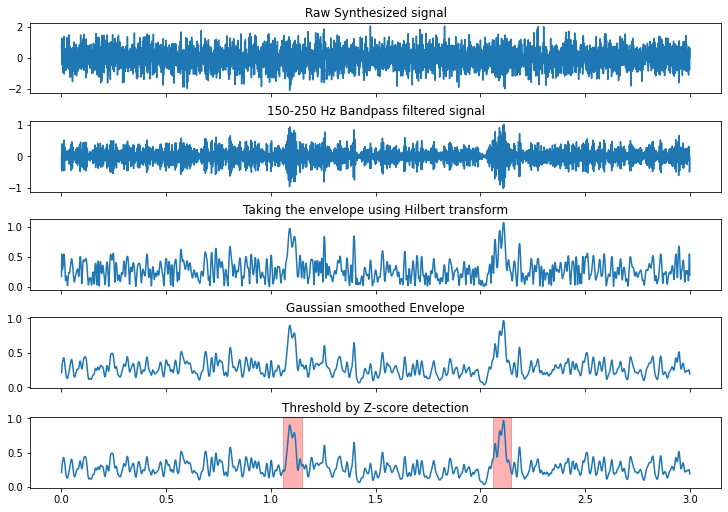 Raw Synthesized signal
2
0
−2
150-250 Hz Bandpass filtered signal
1
0
−1
Taking the envelope using Hilbert transform
1.0
0.5
0.0
Gaussian smoothed Envelope
1.0
0.5
0.0
Threshold by Z-score detection
1.0
0.5
0.0
0.0 0.5 1.0 1.5 2.0 2.5 3.0